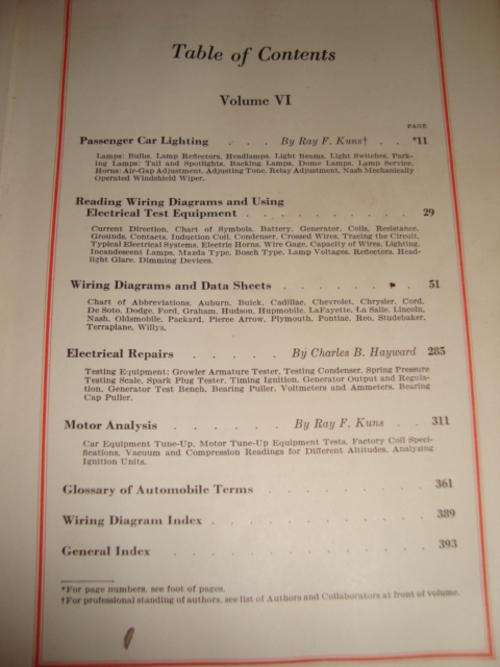 Table of Contents
Volume VI
PAGE
Passenger Car Lighting . . . By Ray F. Kuns† . . *11
Lamps: Bulbs, Lamp Reflectors, Headlamps, Light Beams, Light Switches, Park-
ing Lamps: Tail and Spotlights, Backing Lamps, Dome Lamps, Lamp Service,
Horns: Air-Gap Adjustment, Adjusting Tone, Relay Adjustment, Nash Mechanically
Operated Windshield Wiper.
Reading Wiring Diagrams and Using
Electrical Test Equipment . . . . . . . . . . 29
Current Direction, Chart of Symbols, Battery, Generator, Coils, Resistance,
Grounds, Contacts, Induction Coil, Condenser, Crossed Wires, Tracing the Circuit,
Typical Electrical Systems, Electric Horns, Wire Gage, Capacity of Wires, Lighting,
Incandescent Lamps, Mazda Type, Bosch Type, Lamp Voltages, Reflectors, Head-
light Glare, Dimming Devices.
Wiring Diagrams and Data Sheets . . . . . . . . 51
Chart of Abbreviations, Auburn, Buick, Cadillac, Chevrolet, Chrysler, Cord,
De Soto, Dodge, Ford, Graham, Hudson, Hupmobile, LaFayette, La Salle, Lincoln,
Nash, Oldsmobile, Packard, Pierce Arrow, Plymouth, Pontiac, Reo, Studebaker,
Terraplane, Willys.
Electrical Repairs . . . . . By Charles B. Hayward 285
Testing Equipment: Growler Armature Tester, Testing Condenser, Spring Pressure
Testing Scale, Spark Plug Tester, Timing Ignition, Generator Output and Regula-
tion, Generator Test Bench, Bearing Puller, Voltmeters and Ammeters, Bearing
Cap Puller.
Motor Analysis . . . . . . By Ray F. Kuns . . 311
Car Equipment Tune-Up, Motor Tune-Up Equipment Tests, Factory Coil Speci-
fications, Vacuum and Compression Readings for Different Altitudes, Analyzing
Ignition Units.
Glossary of Automobile Terms . . . . . . . . . 361
Wiring Diagram Index . . . . . . . . . . . . 389
General Index . . . . . . . . . . . . . . 393
*For page numbers, see foot of pages.
†For professional standing of authors, see list of Authors and Collaborators at front of volume.